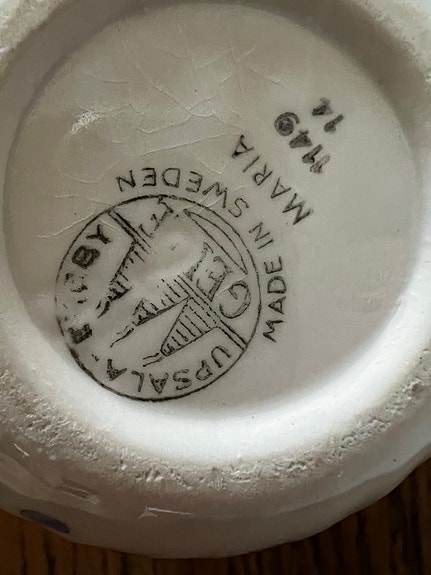 1149
14
MARIA
MADE IN SWEDEN
GEFLE
UPSALA-EKEBY